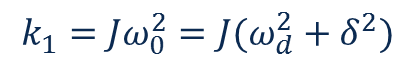 k₁ = Jω₀² = J(ω_d² + δ²)